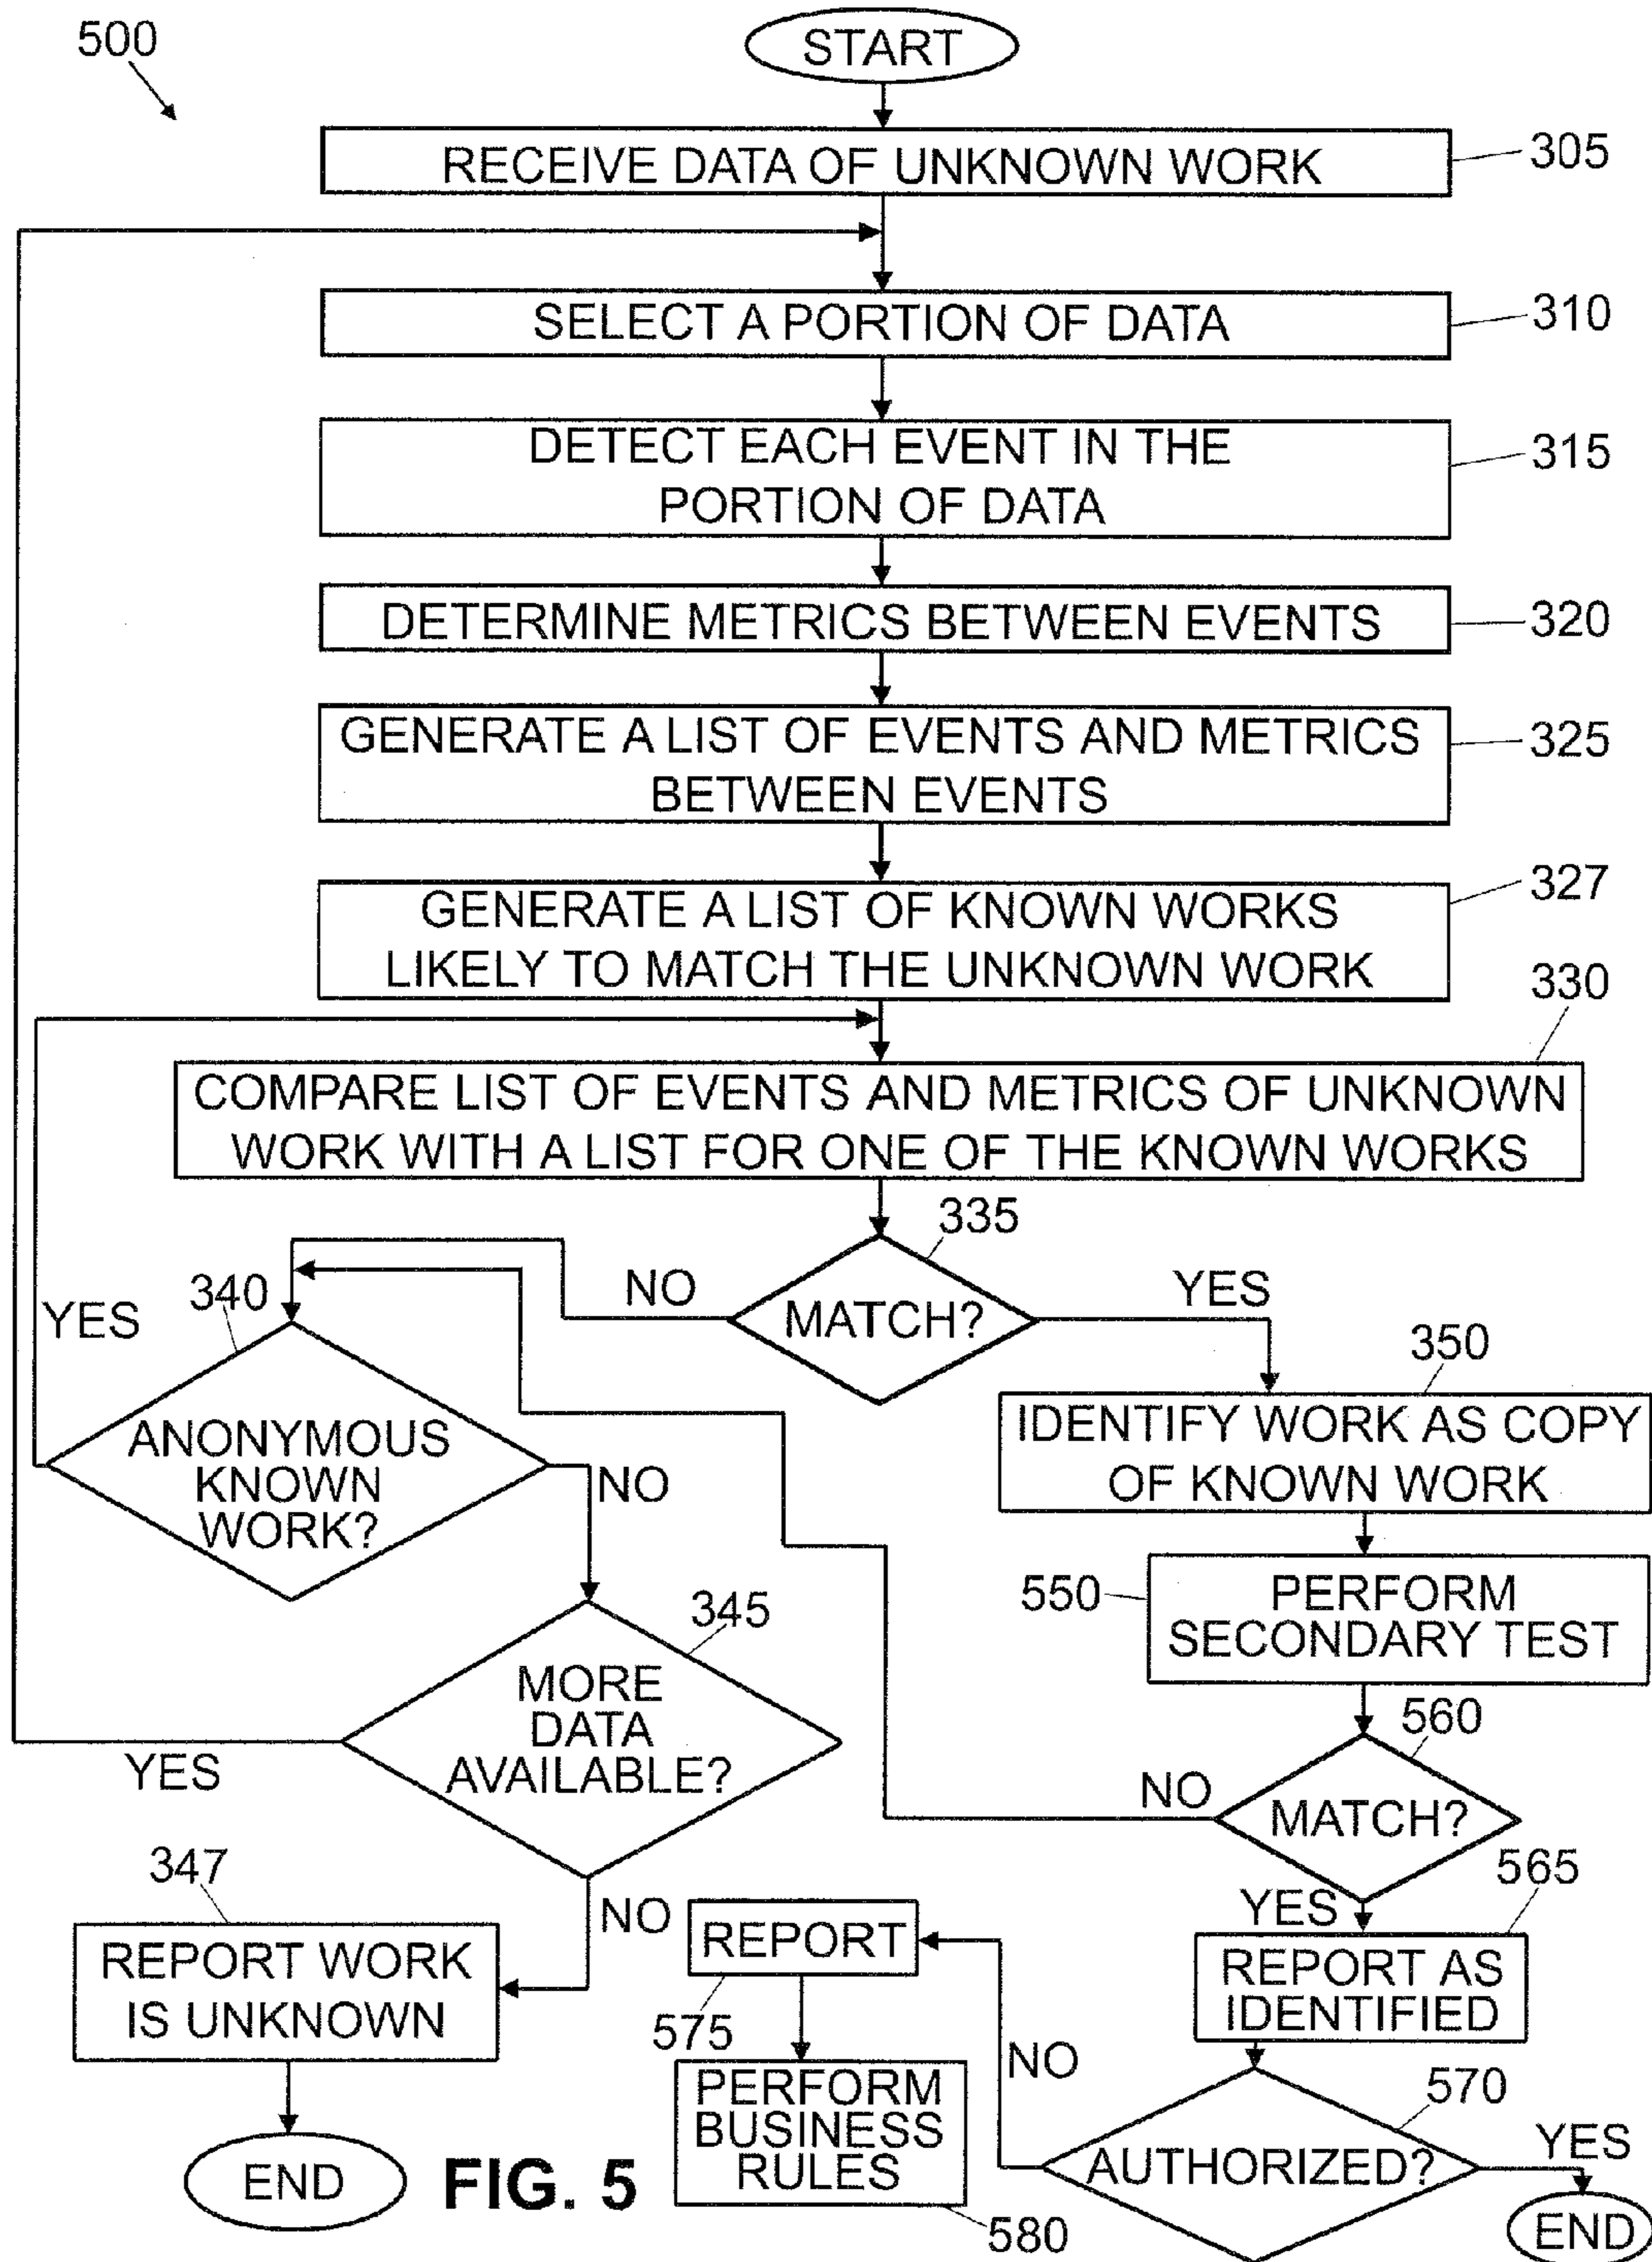 500
START
RECEIVE DATA OF UNKNOWN WORK
305
SELECT A PORTION OF DATA
310
DETECT EACH EVENT IN THE
PORTION OF DATA
315
DETERMINE METRICS BETWEEN EVENTS
320
GENERATE A LIST OF EVENTS AND METRICS
BETWEEN EVENTS
325
GENERATE A LIST OF KNOWN WORKS
LIKELY TO MATCH THE UNKNOWN WORK
327
330
COMPARE LIST OF EVENTS AND METRICS OF UNKNOWN
WORK WITH A LIST FOR ONE OF THE KNOWN WORKS
335
MATCH?
NO
YES
340
YES
ANONYMOUS
KNOWN
WORK?
NO
350
IDENTIFY WORK AS COPY
OF KNOWN WORK
550
PERFORM
SECONDARY TEST
345
MORE
DATA
AVAILABLE?
YES
NO
560
MATCH?
NO
YES
347
REPORT WORK
IS UNKNOWN
END
565
REPORT AS
IDENTIFIED
570
AUTHORIZED?
NO
YES
END
REPORT
575
PERFORM
BUSINESS
RULES
580
FIG. 5